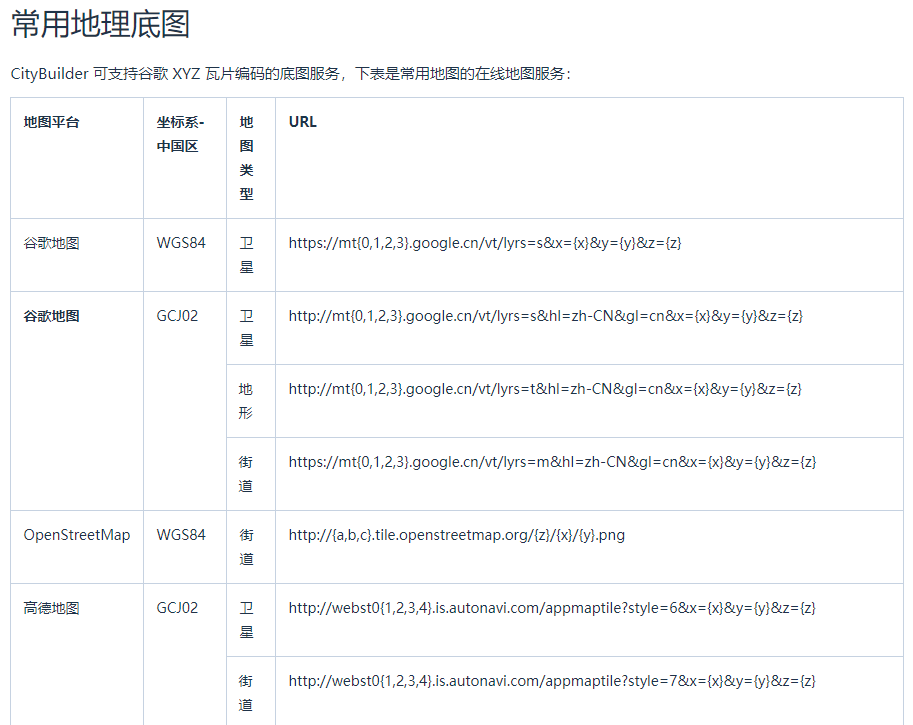 常用地理底图
CityBuilder 可支持谷歌 XYZ 瓦片编码的底图服务，下表是常用地图的在线地图服务：
地图平台 坐标系-中国区 地图类型 URL
谷歌地图 WGS84 卫星 https://mt{0,1,2,3}.google.cn/vt/lyrs=s&x={x}&y={y}&z={z}
谷歌地图 GCJ02 卫星 http://mt{0,1,2,3}.google.cn/vt/lyrs=s&hl=zh-CN&gl=cn&x={x}&y={y}&z={z}
地形 http://mt{0,1,2,3}.google.cn/vt/lyrs=t&hl=zh-CN&gl=cn&x={x}&y={y}&z={z}
街道 https://mt{0,1,2,3}.google.cn/vt/lyrs=m&hl=zh-CN&gl=cn&x={x}&y={y}&z={z}
OpenStreetMap WGS84 街道 http://{a,b,c}.tile.openstreetmap.org/{z}/{x}/{y}.png
高德地图 GCJ02 卫星 http://webst0{1,2,3,4}.is.autonavi.com/appmaptile?style=6&x={x}&y={y}&z={z}
街道 http://webst0{1,2,3,4}.is.autonavi.com/appmaptile?style=7&x={x}&y={y}&z={z}